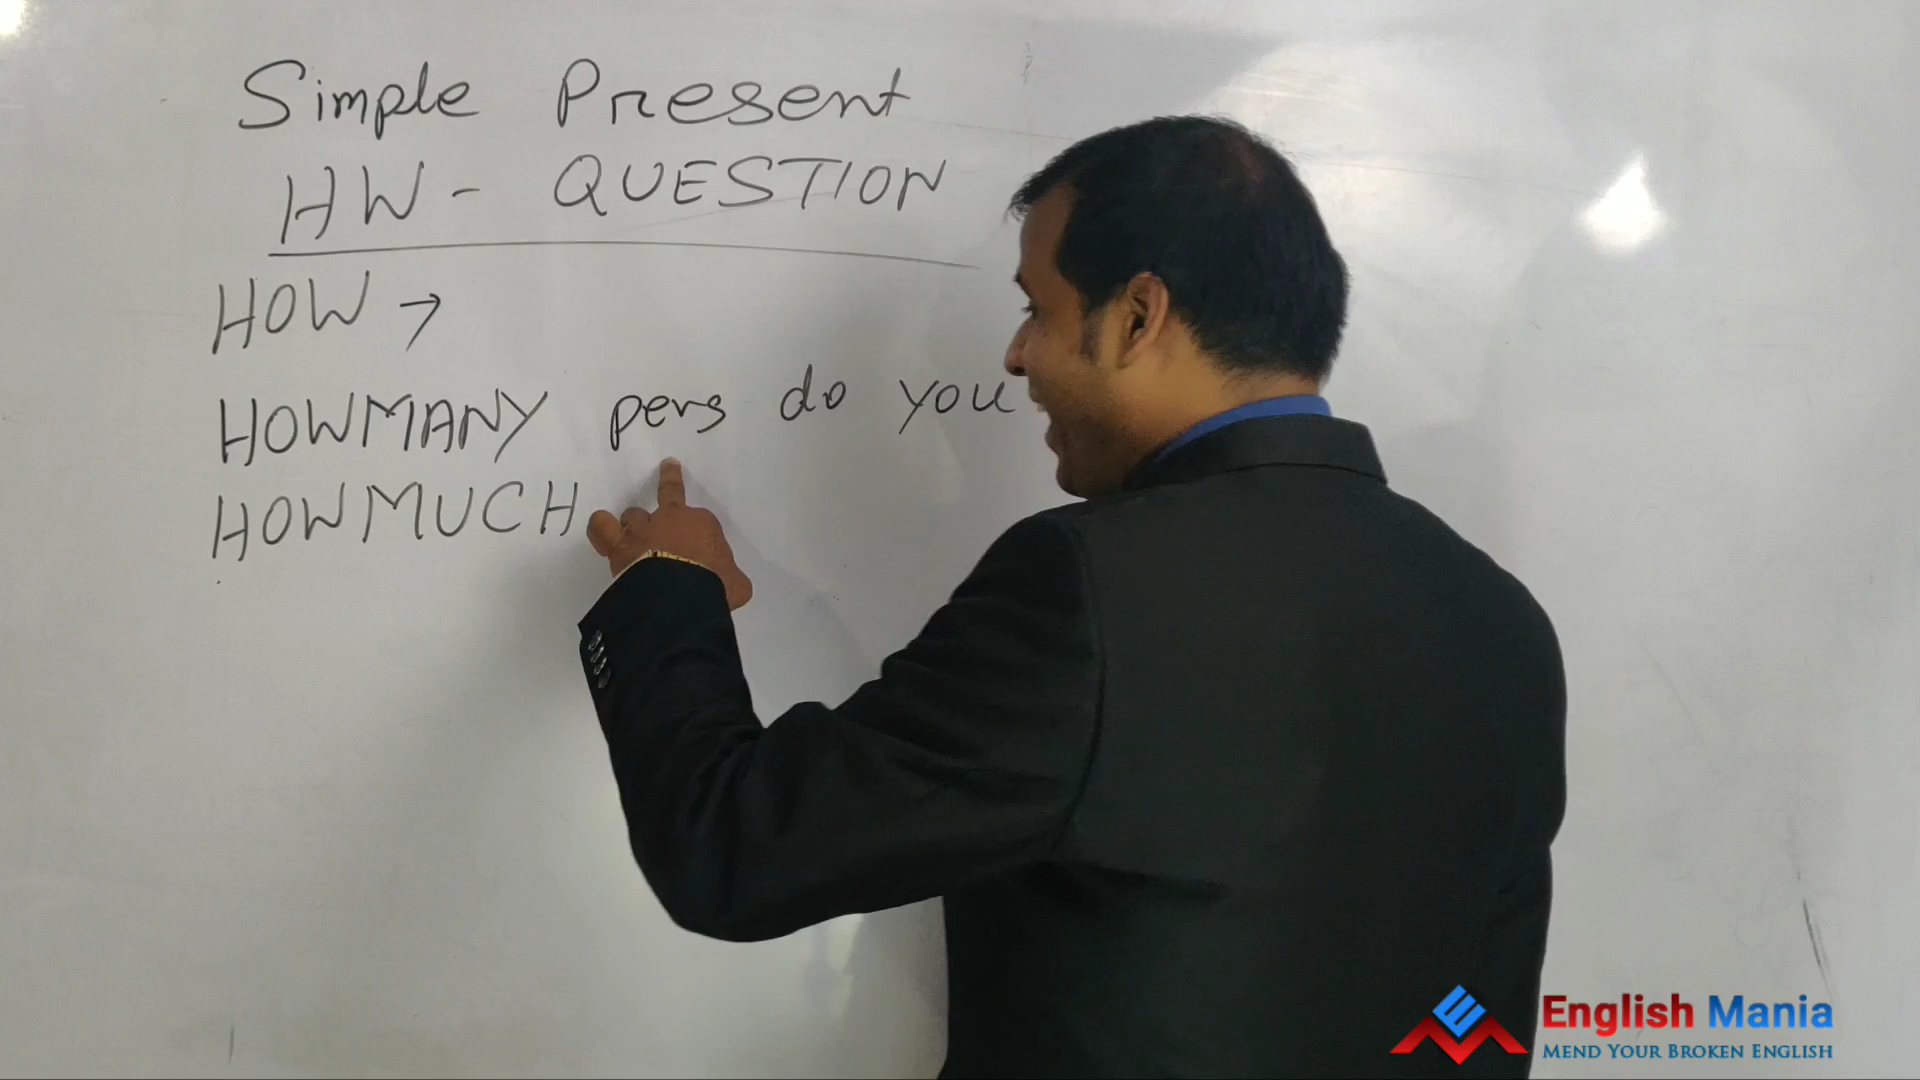 Simple Present
HW - QUESTION
HOW →
HOWMANY pens do you
HOWMUCH
English Mania
MEND YOUR BROKEN ENGLISH